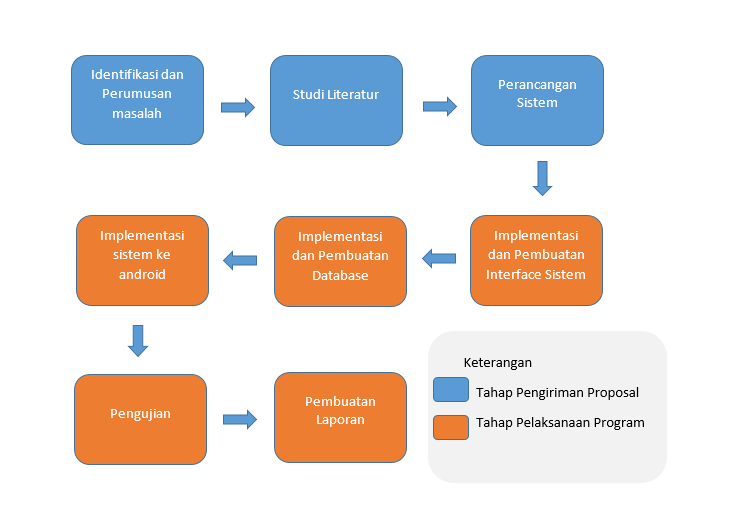 Identifikasi dan
Perumusan
masalah
Studi Literatur
Perancangan
Sistem
Implementasi
dan Pembuatan
Interface Sistem
Implementasi
dan Pembuatan
Database
Implementasi
sistem ke
android
Pengujian
Pembuatan
Laporan
Keterangan
Tahap Pengiriman Proposal
Tahap Pelaksanaan Program